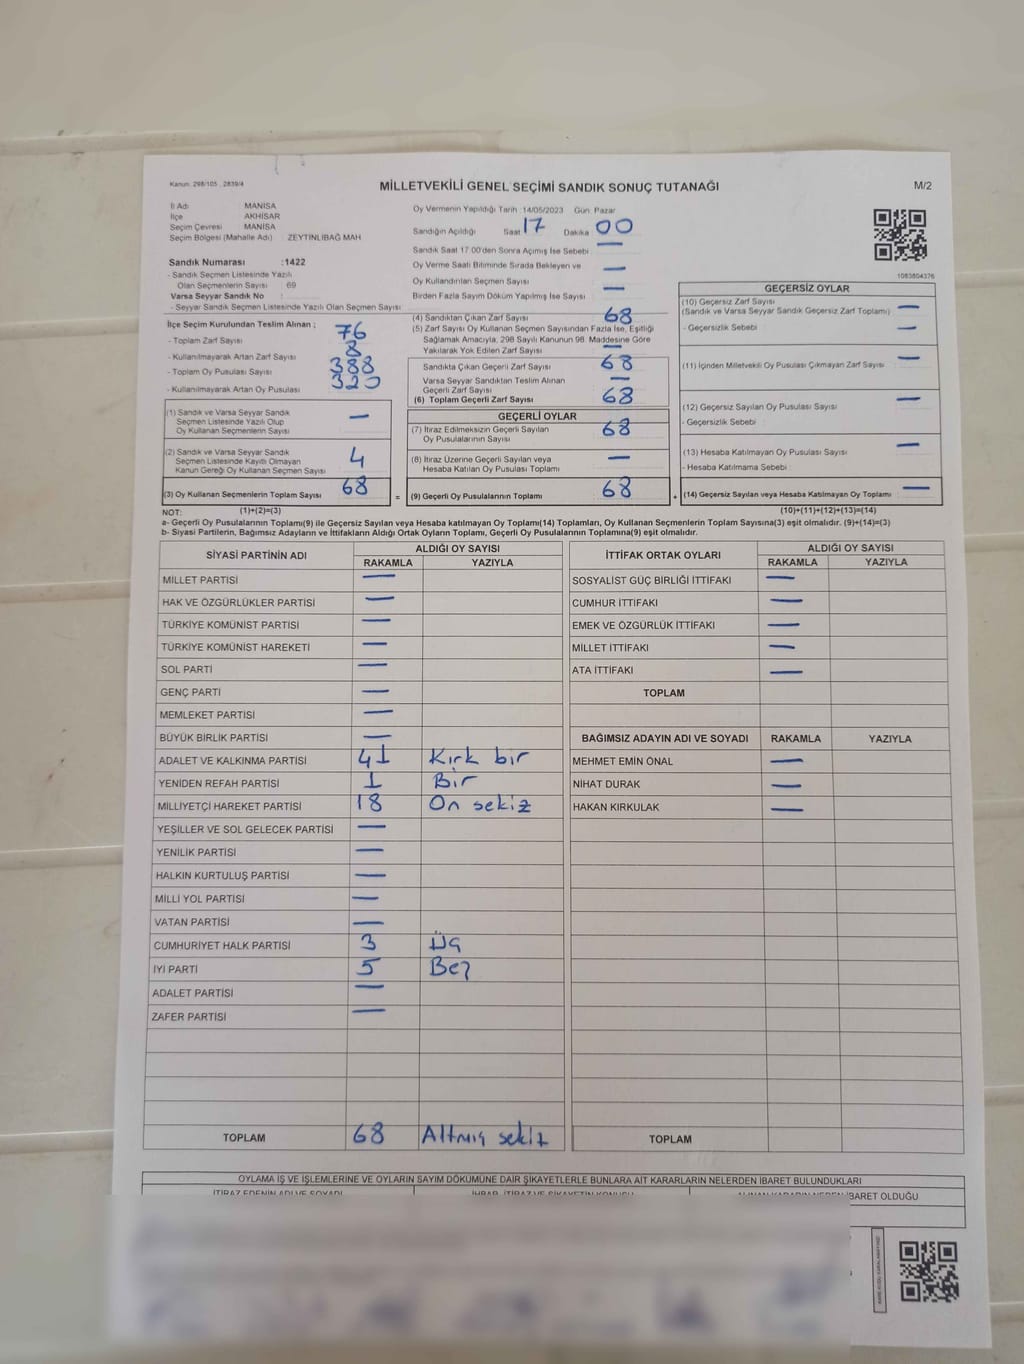 Kanun: 298/105 , 2839/4
MİLLETVEKİLİ GENEL SEÇİMİ SANDIK SONUÇ TUTANAĞI
M/2
İl Adı MANİSA
İlçe AKHİSAR
Seçim Çevresi MANİSA
Seçim Bölgesi (Mahalle Adı) : ZEYTİNLİBAĞ MAH
Sandık Numarası :1422
- Sandık Seçmen Listesinde Yazılı
Olan Seçmenlerin Sayısı : 69
Varsa Seyyar Sandık No :
- Seyyar Sandık Seçmen Listesinde Yazılı Olan Seçmen Sayısı
Oy Vermenin Yapıldığı Tarih :14/05/2023 Gün: Pazar
Sandığın Açıldığı Saat 17 Dakika 00
Sandık Saat 17.00'den Sonra Açımış İse Sebebi —
Oy Verme Saati Bitiminde Sırada Bekleyen ve
Oy Kullandırılan Seçmen Sayısı —
Birden Fazla Sayım Döküm Yapılmış İse Sayısı —
1083804376
İlçe Seçim Kurulundan Teslim Alınan ;
- Toplam Zarf Sayısı 76
- Kullanılmayarak Artan Zarf Sayısı 8
- Toplam Oy Pusulası Sayısı 388
- Kullanılmayarak Artan Oy Pusulası 320
(1) Sandık ve Varsa Seyyar Sandık
Seçmen Listesinde Yazılı Olup
Oy Kullanan Seçmenlerin Sayısı —
(2) Sandık ve Varsa Seyyar Sandık
Seçmen Listesinde Kayıtlı Olmayan
Kanun Gereği Oy Kullanan Seçmen Sayısı 4
(3) Oy Kullanan Seçmenlerin Toplam Sayısı 68
(4) Sandıktan Çıkan Zarf Sayısı 68
(5) Zarf Sayısı Oy Kullanan Seçmen Sayısından Fazla İse, Eşitliği
Sağlamak Amacıyla, 298 Sayılı Kanunun 98. Maddesine Göre
Yakılarak Yok Edilen Zarf Sayısı —
Sandıkta Çıkan Geçerli Zarf Sayısı 68
Varsa Seyyar Sandıktan Teslim Alınan
Geçerli Zarf Sayısı —
(6) Toplam Geçerli Zarf Sayısı 68
GEÇERLİ OYLAR
(7) İtiraz Edilmeksizin Geçerli Sayılan
Oy Pusulalarının Sayısı 68
(8) İtiraz Üzerine Geçerli Sayılan veya
Hesaba Katılan Oy Pusulası Toplamı —
= (9) Geçerli Oy Pusulalarının Toplamı 68
GEÇERSİZ OYLAR
(10) Geçersiz Zarf Sayısı —
(Sandık ve Varsa Seyyar Sandık Geçersiz Zarf Toplamı)
- Geçersizlik Sebebi —
(11) İçinden Milletvekili Oy Pusulası Çıkmayan Zarf Sayısı —
(12) Geçersiz Sayılan Oy Pusulası Sayısı —
- Geçersizlik Sebebi
(13) Hesaba Katılmayan Oy Pusulası Sayısı —
- Hesaba Katılmama Sebebi
+ (14) Geçersiz Sayılan veya Hesaba Katılmayan Oy Toplamı —
NOT: (1)+(2)=(3) (10)+(11)+(12)+(13)=(14)
a- Geçerli Oy Pusulalarının Toplamı(9) ile Geçersiz Sayılan veya Hesaba katılmayan Oy Toplamı(14) Toplamları, Oy Kullanan Seçmenlerin Toplam Sayısına(3) eşit olmalıdır. (9)+(14)=(3)
b- Siyasi Partilerin, Bağımsız Adayların ve İttifakların Aldığı Ortak Oyların Toplamı, Geçerli Oy Pusulalarının Toplamına(9) eşit olmalıdır.
SİYASİ PARTİNİN ADI ALDIĞI OY SAYISI
RAKAMLA YAZIYLA
MİLLET PARTİSİ —
HAK VE ÖZGÜRLÜKLER PARTİSİ —
TÜRKİYE KOMÜNİST PARTİSİ —
TÜRKİYE KOMÜNİST HAREKETİ —
SOL PARTİ —
GENÇ PARTİ —
MEMLEKET PARTİSİ —
BÜYÜK BİRLİK PARTİSİ —
ADALET VE KALKINMA PARTİSİ 41 Kırk bir
YENİDEN REFAH PARTİSİ 1 Bir
MİLLİYETÇİ HAREKET PARTİSİ 18 On sekiz
YEŞİLLER VE SOL GELECEK PARTİSİ —
YENİLİK PARTİSİ —
HALKIN KURTULUŞ PARTİSİ —
MİLLİ YOL PARTİSİ —
VATAN PARTİSİ —
CUMHURİYET HALK PARTİSİ 3 Üç
İYİ PARTİ 5 Beş
ADALET PARTİSİ —
ZAFER PARTİSİ —
TOPLAM 68 Altmış sekiz
İTTİFAK ORTAK OYLARI ALDIĞI OY SAYISI
RAKAMLA YAZIYLA
SOSYALİST GÜÇ BİRLİĞİ İTTİFAKI —
CUMHUR İTTİFAKI —
EMEK VE ÖZGÜRLÜK İTTİFAKI —
MİLLET İTTİFAKI —
ATA İTTİFAKI —
TOPLAM
BAĞIMSIZ ADAYIN ADI VE SOYADI RAKAMLA YAZIYLA
MEHMET EMİN ÖNAL —
NİHAT DURAK —
HAKAN KIRKULAK —
TOPLAM
OYLAMA İŞ VE İŞLEMLERİNE VE OYLARIN SAYIM DÖKÜMÜNE DAİR ŞİKAYETLERLE BUNLARA AİT KARARLARIN NELERDEN İBARET BULUNDUKLARI
İTİRAZ EDENİN ADI VE SOYADI İHBAR, İTİRAZ VE ŞİKAYETİN KONUSU ALINAN KARARIN NEDEN İBARET OLDUĞU